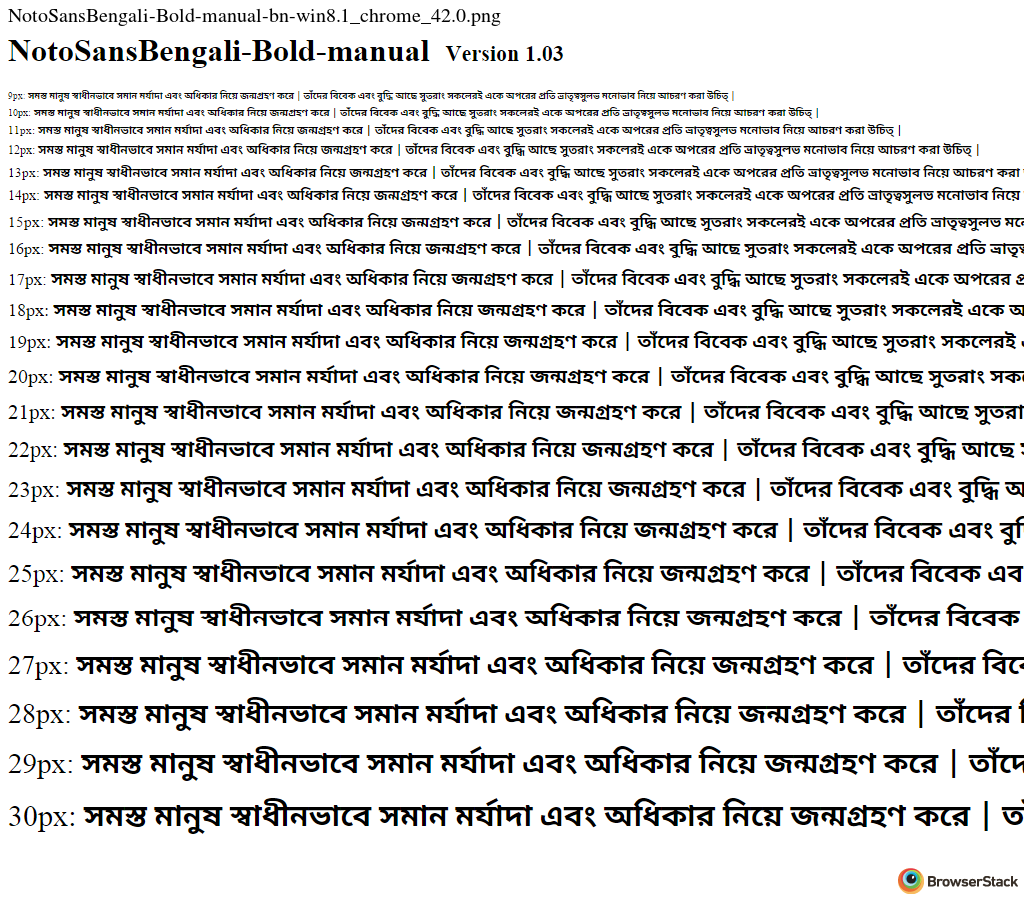 NotoSansBengali-Bold-manual-bn-win8.1_chrome_42.0.png
NotoSansBengali-Bold-manual Version 1.03
9px: সমস্ত মানুষ স্বাধীনভাবে সমান মর্যাদা এবং অধিকার নিয়ে জন্মগ্রহণ করে | তাঁদের বিবেক এবং বুদ্ধি আছে সুতরাং সকলেরই একে অপরের প্রতি ভ্রাতৃত্বসুলভ মনোভাব নিয়ে আচরণ করা উচিত্ |
10px: সমস্ত মানুষ স্বাধীনভাবে সমান মর্যাদা এবং অধিকার নিয়ে জন্মগ্রহণ করে | তাঁদের বিবেক এবং বুদ্ধি আছে সুতরাং সকলেরই একে অপরের প্রতি ভ্রাতৃত্বসুলভ মনোভাব নিয়ে আচরণ করা উচিত্ |
11px: সমস্ত মানুষ স্বাধীনভাবে সমান মর্যাদা এবং অধিকার নিয়ে জন্মগ্রহণ করে | তাঁদের বিবেক এবং বুদ্ধি আছে সুতরাং সকলেরই একে অপরের প্রতি ভ্রাতৃত্বসুলভ মনোভাব নিয়ে আচরণ করা উচিত্ |
12px: সমস্ত মানুষ স্বাধীনভাবে সমান মর্যাদা এবং অধিকার নিয়ে জন্মগ্রহণ করে | তাঁদের বিবেক এবং বুদ্ধি আছে সুতরাং সকলেরই একে অপরের প্রতি ভ্রাতৃত্বসুলভ মনোভাব নিয়ে আচরণ করা উচিত্ |
13px: সমস্ত মানুষ স্বাধীনভাবে সমান মর্যাদা এবং অধিকার নিয়ে জন্মগ্রহণ করে | তাঁদের বিবেক এবং বুদ্ধি আছে সুতরাং সকলেরই একে অপরের প্রতি ভ্রাতৃত্বসুলভ মনোভাব নিয়ে আচরণ করা
14px: সমস্ত মানুষ স্বাধীনভাবে সমান মর্যাদা এবং অধিকার নিয়ে জন্মগ্রহণ করে | তাঁদের বিবেক এবং বুদ্ধি আছে সুতরাং সকলেরই একে অপরের প্রতি ভ্রাতৃত্বসুলভ মনোভাব নিয়ে
15px: সমস্ত মানুষ স্বাধীনভাবে সমান মর্যাদা এবং অধিকার নিয়ে জন্মগ্রহণ করে | তাঁদের বিবেক এবং বুদ্ধি আছে সুতরাং সকলেরই একে অপরের প্রতি ভ্রাতৃত্বসুলভ
16px: সমস্ত মানুষ স্বাধীনভাবে সমান মর্যাদা এবং অধিকার নিয়ে জন্মগ্রহণ করে | তাঁদের বিবেক এবং বুদ্ধি আছে সুতরাং সকলেরই একে অপরের প্রতি
17px: সমস্ত মানুষ স্বাধীনভাবে সমান মর্যাদা এবং অধিকার নিয়ে জন্মগ্রহণ করে | তাঁদের বিবেক এবং বুদ্ধি আছে সুতরাং সকলেরই একে অপরের
18px: সমস্ত মানুষ স্বাধীনভাবে সমান মর্যাদা এবং অধিকার নিয়ে জন্মগ্রহণ করে | তাঁদের বিবেক এবং বুদ্ধি আছে সুতরাং সকলেরই একে
19px: সমস্ত মানুষ স্বাধীনভাবে সমান মর্যাদা এবং অধিকার নিয়ে জন্মগ্রহণ করে | তাঁদের বিবেক এবং বুদ্ধি আছে সুতরাং সকলেরই
20px: সমস্ত মানুষ স্বাধীনভাবে সমান মর্যাদা এবং অধিকার নিয়ে জন্মগ্রহণ করে | তাঁদের বিবেক এবং বুদ্ধি আছে সুতরাং
21px: সমস্ত মানুষ স্বাধীনভাবে সমান মর্যাদা এবং অধিকার নিয়ে জন্মগ্রহণ করে | তাঁদের বিবেক এবং বুদ্ধি আছে সুতরা
22px: সমস্ত মানুষ স্বাধীনভাবে সমান মর্যাদা এবং অধিকার নিয়ে জন্মগ্রহণ করে | তাঁদের বিবেক এবং বুদ্ধি আছে
23px: সমস্ত মানুষ স্বাধীনভাবে সমান মর্যাদা এবং অধিকার নিয়ে জন্মগ্রহণ করে | তাঁদের বিবেক এবং বুদ্ধি
24px: সমস্ত মানুষ স্বাধীনভাবে সমান মর্যাদা এবং অধিকার নিয়ে জন্মগ্রহণ করে | তাঁদের বিবেক এবং
25px: সমস্ত মানুষ স্বাধীনভাবে সমান মর্যাদা এবং অধিকার নিয়ে জন্মগ্রহণ করে | তাঁদের বিবেক এব
26px: সমস্ত মানুষ স্বাধীনভাবে সমান মর্যাদা এবং অধিকার নিয়ে জন্মগ্রহণ করে | তাঁদের বিবেক
27px: সমস্ত মানুষ স্বাধীনভাবে সমান মর্যাদা এবং অধিকার নিয়ে জন্মগ্রহণ করে | তাঁদের
28px: সমস্ত মানুষ স্বাধীনভাবে সমান মর্যাদা এবং অধিকার নিয়ে জন্মগ্রহণ করে | তাঁদের
29px: সমস্ত মানুষ স্বাধীনভাবে সমান মর্যাদা এবং অধিকার নিয়ে জন্মগ্রহণ করে |
30px: সমস্ত মানুষ স্বাধীনভাবে সমান মর্যাদা এবং অধিকার নিয়ে জন্মগ্রহণ করে |
BrowserStack